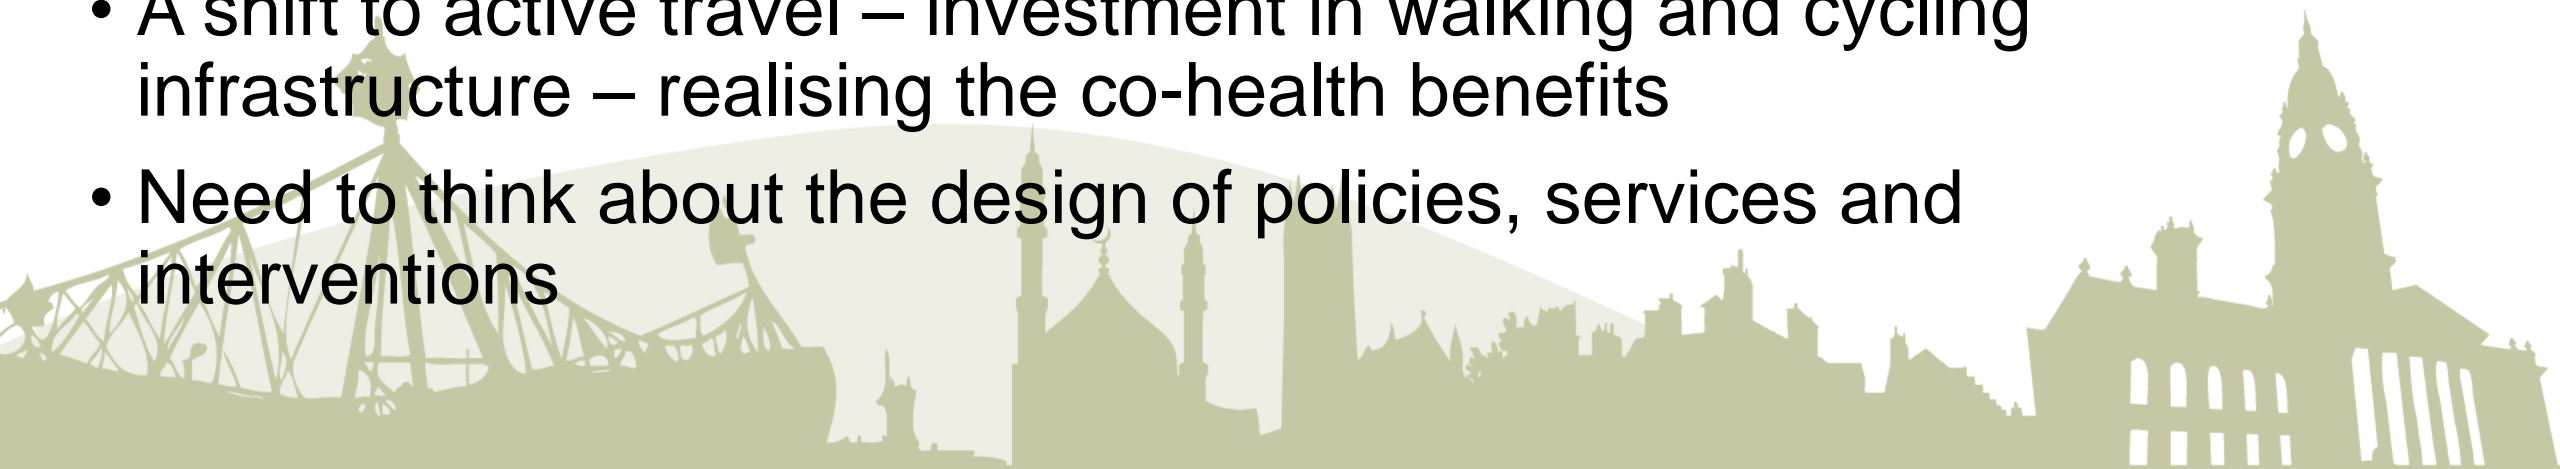 • A shift to active travel – investment in walking and cycling
infrastructure – realising the co-health benefits
• Need to think about the design of policies, services and
interventions